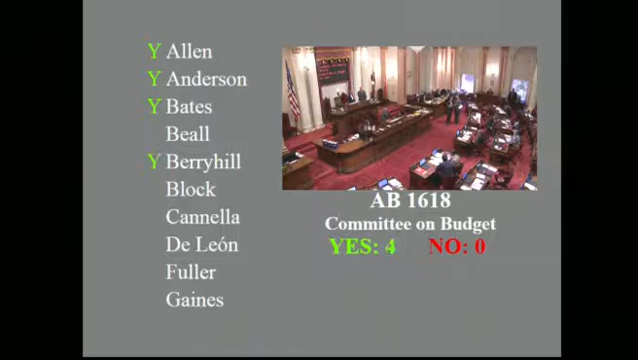 Y Allen
Y Anderson
Y Bates
Beall
Y Berryhill
Block
Cannella
De León
Fuller
Gaines
AB 1618
Committee on Budget
YES: 4 NO: 0